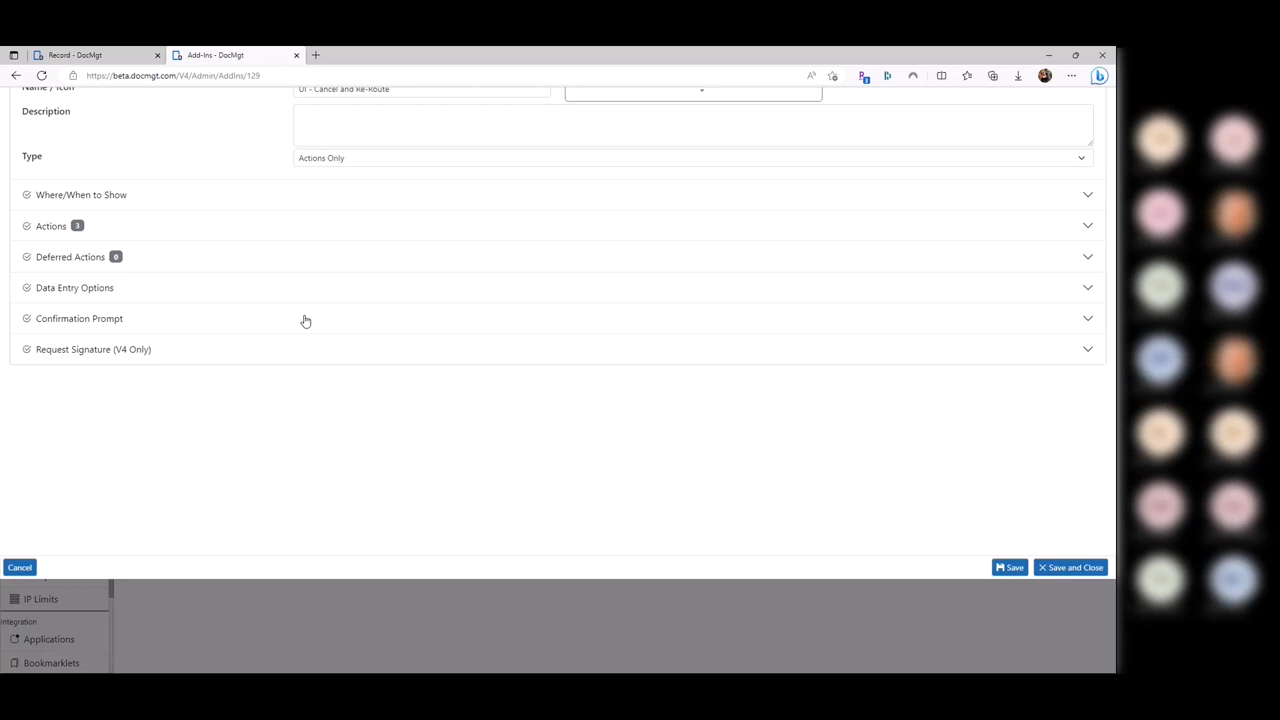 Record - DocMgt
Add-Ins - DocMgt
https://beta.docmgt.com/V4/Admin/AddIns/129
Name / Icon
UI - Cancel and Re-Route
Description
Type
Actions Only
Where/When to Show
Actions 3
Deferred Actions 0
Data Entry Options
Confirmation Prompt
Request Signature (V4 Only)
Cancel
Save
Save and Close
IP Limits
Integration
Applications
Bookmarklets